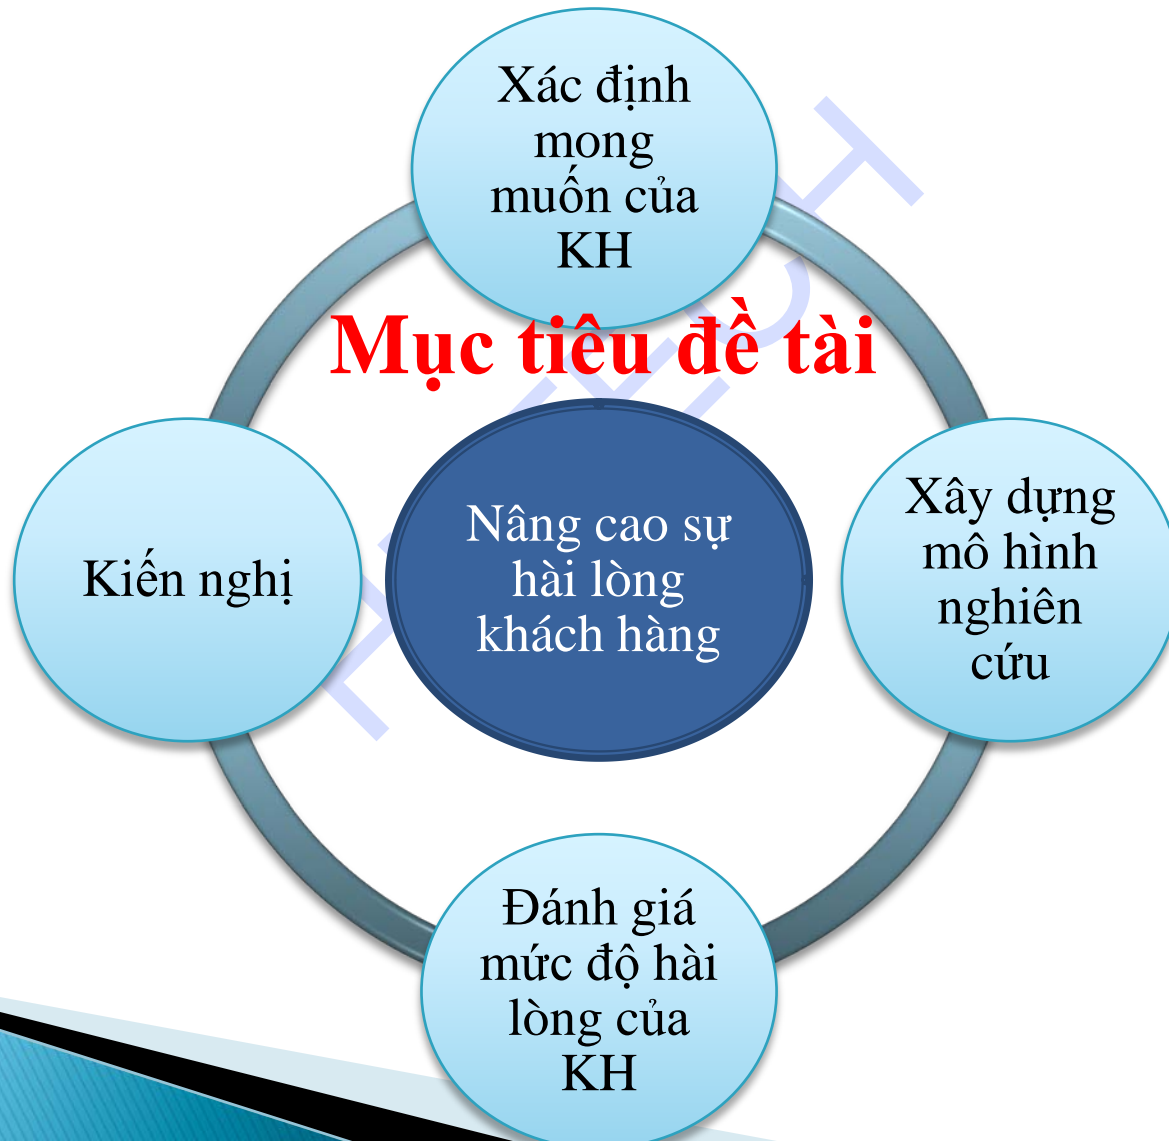 Xác định
mong
muốn của
KH
Mục tiêu đề tài
Nâng cao sự
hài lòng
khách hàng
Xây dựng
mô hình
nghiên
cứu
Đánh giá
mức độ hài
lòng của
KH
Kiến nghị